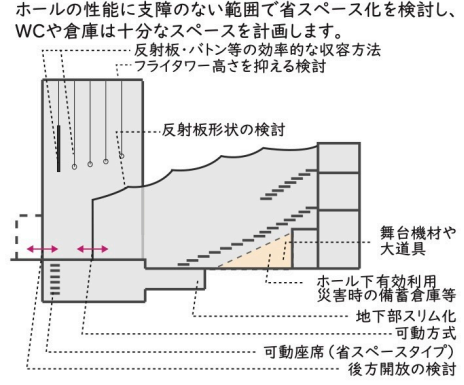 ホールの性能に支障のない範囲で省スペース化を検討し、
WCや倉庫は十分なスペースを計画します。
反射板・バトン等の効率的な収容方法
フライタワー高さを抑える検討
反射板形状の検討
舞台機材や
大道具
ホール下有効利用
災害時の備蓄倉庫等
地下部スリム化
可動方式
可動座席（省スペースタイプ）
後方開放の検討